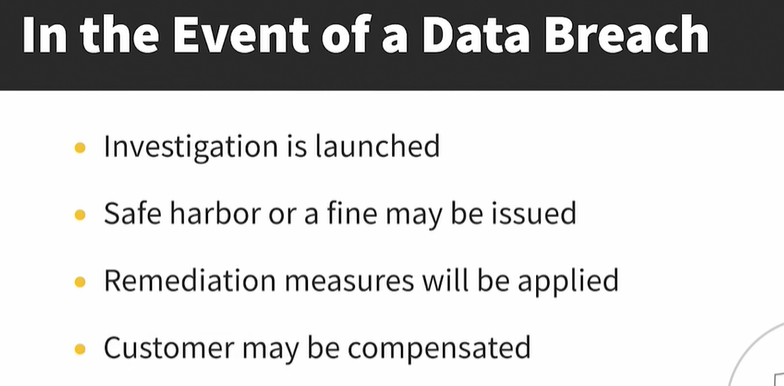 In the Event of a Data Breach
Investigation is launched
Safe harbor or a fine may be issued
Remediation measures will be applied
Customer may be compensated